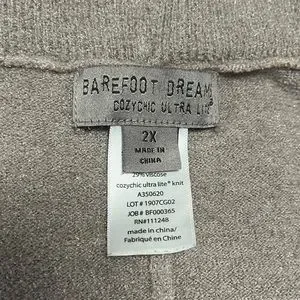 BAREFOOT DREAMS
COZYCHIC ULTRA LITE
2X
MADE IN
CHINA
29% viscose
cozychic ultra lite® knit
A350620
LOT # 1907CG02
JOB # BF000365
RN#111248
made in china/
Fabriqué en Chine